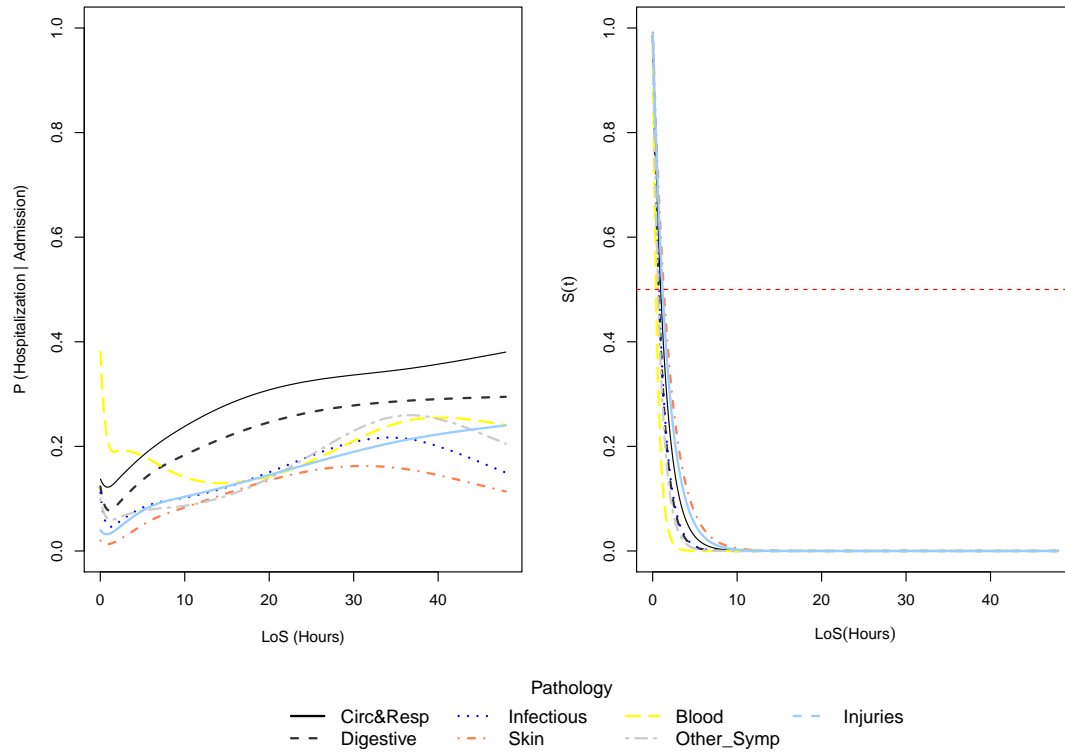 P (Hospitalization | Admission)
1.0
0.8
0.6
0.4
0.2
0.0
0 10 20 30 40
LoS (Hours)
S(t)
1.0
0.8
0.6
0.4
0.2
0.0
0 10 20 30 40
LoS(Hours)
Pathology
Circ&Resp Infectious Blood Injuries
Digestive Skin Other_Symp